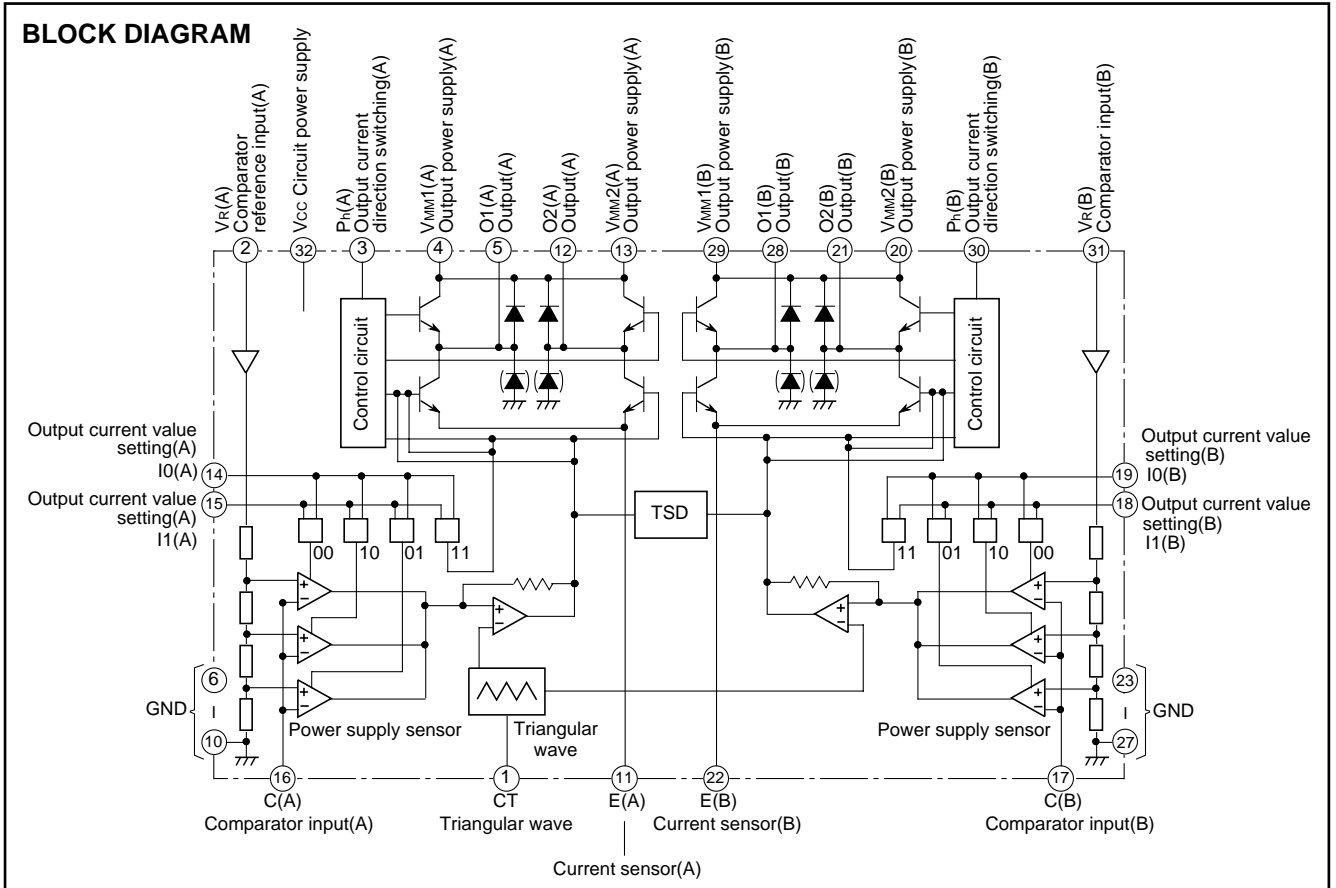 BLOCK DIAGRAM
VR(A)
Comparator
reference input(A)
Vcc Circuit power supply
Ph(A)
Output current
direction switching(A)
VMM1(A)
Output power supply(A)
O1(A)
Output(A)
O2(A)
Output(A)
VMM2(A)
Output power supply(A)
VMM1(B)
Output power supply(B)
O1(B)
Output(B)
O2(B)
Output(B)
VMM2(B)
Output power supply(B)
Ph(B)
Output current
direction switching(B)
VR(B)
Comparator input(B)
2
32
3
4
5
12
13
29
28
21
20
30
31
Control circuit
Control circuit
Output current value
setting(A)
I0(A)
14
Output current value
setting(A)
I1(A)
15
Output current value
setting(B)
I0(B)
19
Output current value
setting(B)
I1(B)
18
TSD
00
10
01
11
11
01
10
00
+
−
+
−
+
−
+
−
+
−
+
−
+
−
+
−
6
I
10
GND
23
I
27
GND
Power supply sensor
Triangular
wave
Power supply sensor
16
C(A)
Comparator input(A)
1
CT
Triangular wave
11
E(A)
Current sensor(A)
22
E(B)
Current sensor(B)
17
C(B)
Comparator input(B)